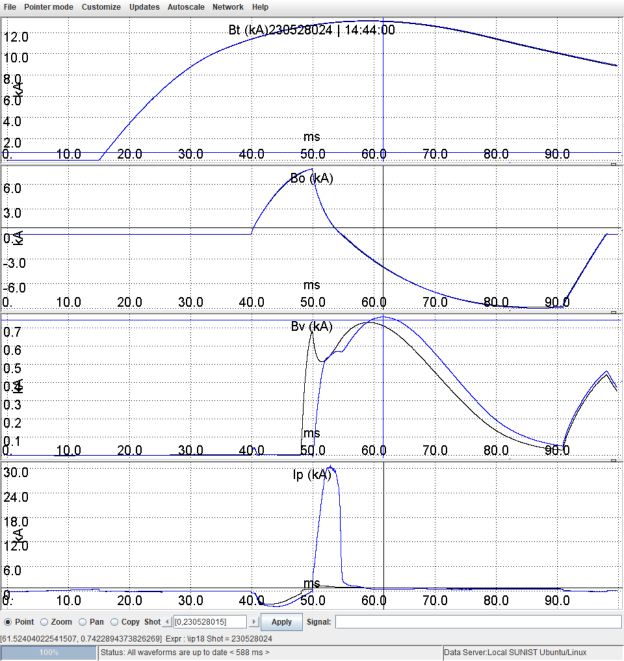 File Pointer mode Customize Updates Autoscale Network Help
Bt (kA)230528024 | 14:44:00
12.0
10.0
8.0
6.0
4.0
2.0
kA
ms
0. 10.0 20.0 30.0 40.0 50.0 60.0 70.0 80.0 90.0
Bo (kA)
6.0
3.0
0.
-3.0
-6.0
kA
ms
0. 10.0 20.0 30.0 40.0 50.0 60.0 70.0 80.0 90.0
Bv (kA)
0.7
0.6
0.5
0.4
0.3
0.2
0.1
kA
ms
0. 10.0 20.0 30.0 40.0 50.0 60.0 70.0 80.0 90.0
Ip (kA)
30.0
24.0
18.0
12.0
6.0
0.
kA
ms
0. 10.0 20.0 30.0 40.0 50.0 60.0 70.0 80.0 90.0
Point Zoom Pan Copy Shot [0,230528015] Apply Signal:
[61.52404022541507, 0.7422894373826269] Expr : \ip18 Shot = 230528024
100% Status: All waveforms are up to date < 588 ms > Data Server:Local SUNIST Ubuntu/Linux